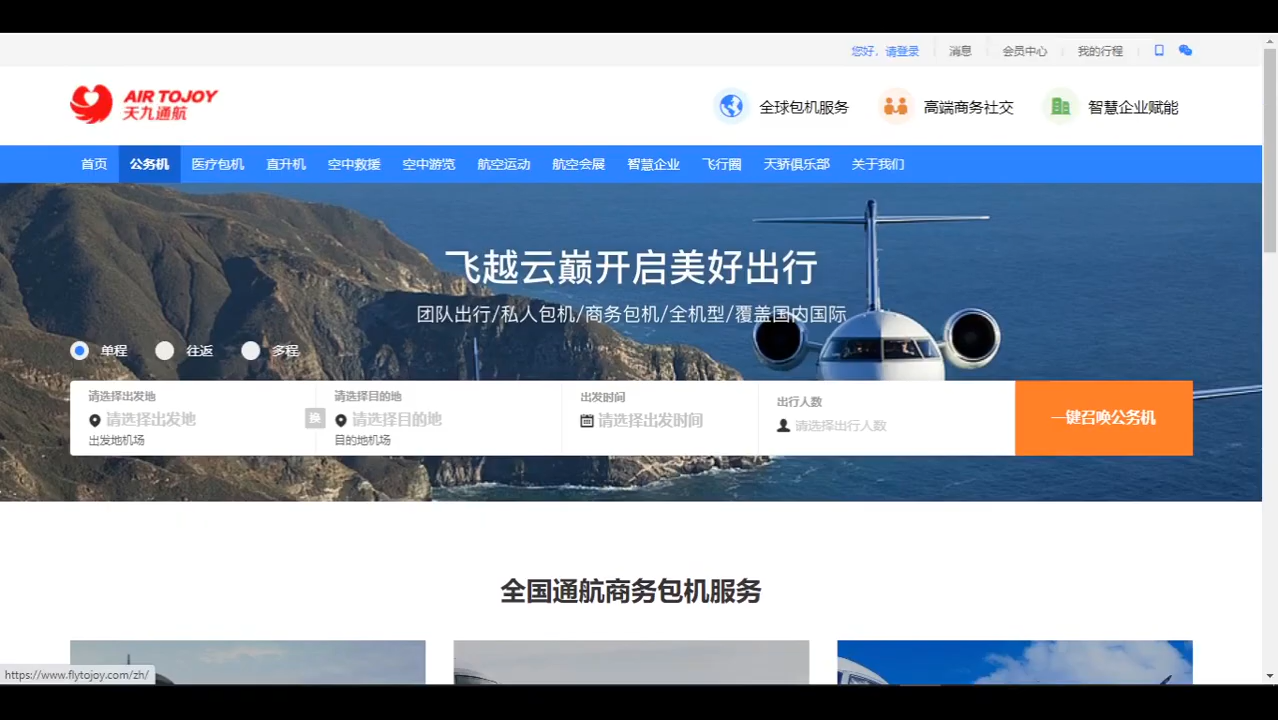 您好，请登录 消息 会员中心 我的行程
AIR TOJOY
天九通航
全球包机服务 高端商务社交 智慧企业赋能
首页 公务机 医疗包机 直升机 空中救援 空中游览 航空运动 航空会展 智慧企业 飞行圈 天骄俱乐部 关于我们
飞越云巅开启美好出行
团队出行/私人包机/商务包机/全机型/覆盖国内国际
单程 往返 多程
请选择出发地 请选择目的地 出发时间 出行人数
请选择出发地 换 请选择目的地 请选择出发时间 请选择出行人数
出发地机场 目的地机场
一键召唤公务机
全国通航商务包机服务
https://www.flytojoy.com/zh/